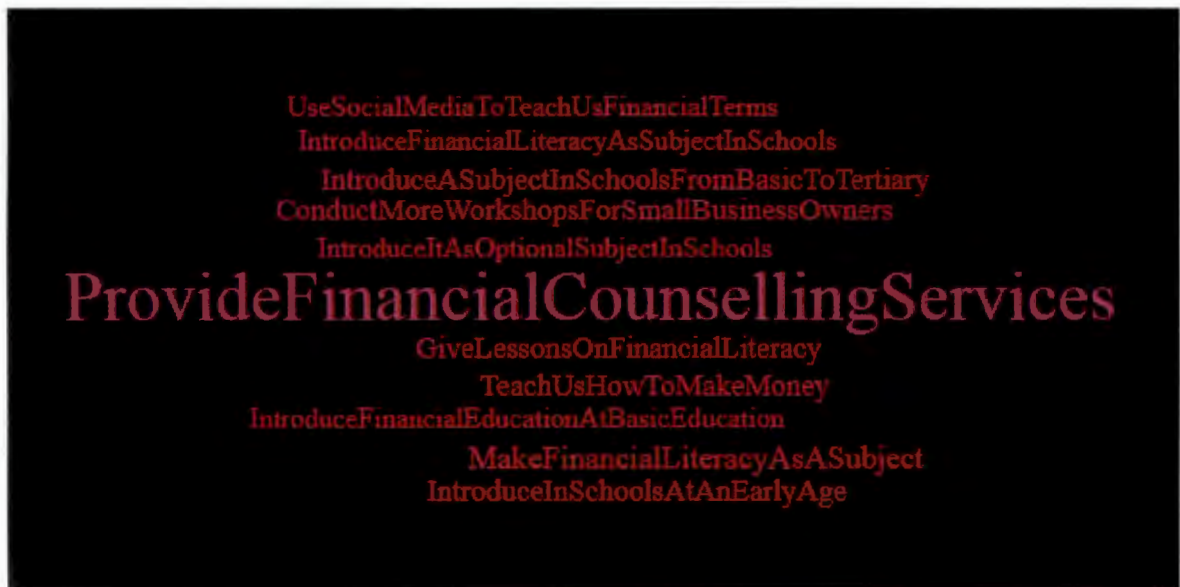 UseSocialMediaToTeachUsFinancialTerms
IntroduceFinancialLiteracyAsSubjectInSchools
IntroduceASubjectInSchoolsFromBasicToTertiary
ConductMoreWorkshopsForSmallBusinessOwners
IntroduceItAsOptionalSubjectInSchools
ProvideFinancialCounsellingServices
GiveLessonsOnFinancialLiteracy
TeachUsHowToMakeMoney
IntroduceFinancialEducationAtBasicEducation
MakeFinancialLiteracyAsASubject
IntroduceInSchoolsAtAnEarlyAge